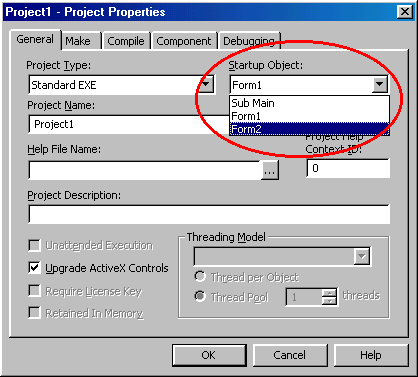 Project1 - Project Properties
General Make Compile Component Debugging
Project Type: Startup Object:
Standard EXE Form1
Sub Main
Form1
Form2
Project Name:
Project1
Project Help
Context ID:
Help File Name:
... 0
Project Description:
Unattended Execution
Upgrade ActiveX Controls
Require License Key
Retained In Memory
Threading Model
Thread per Object
Thread Pool 1 threads
OK Cancel Help